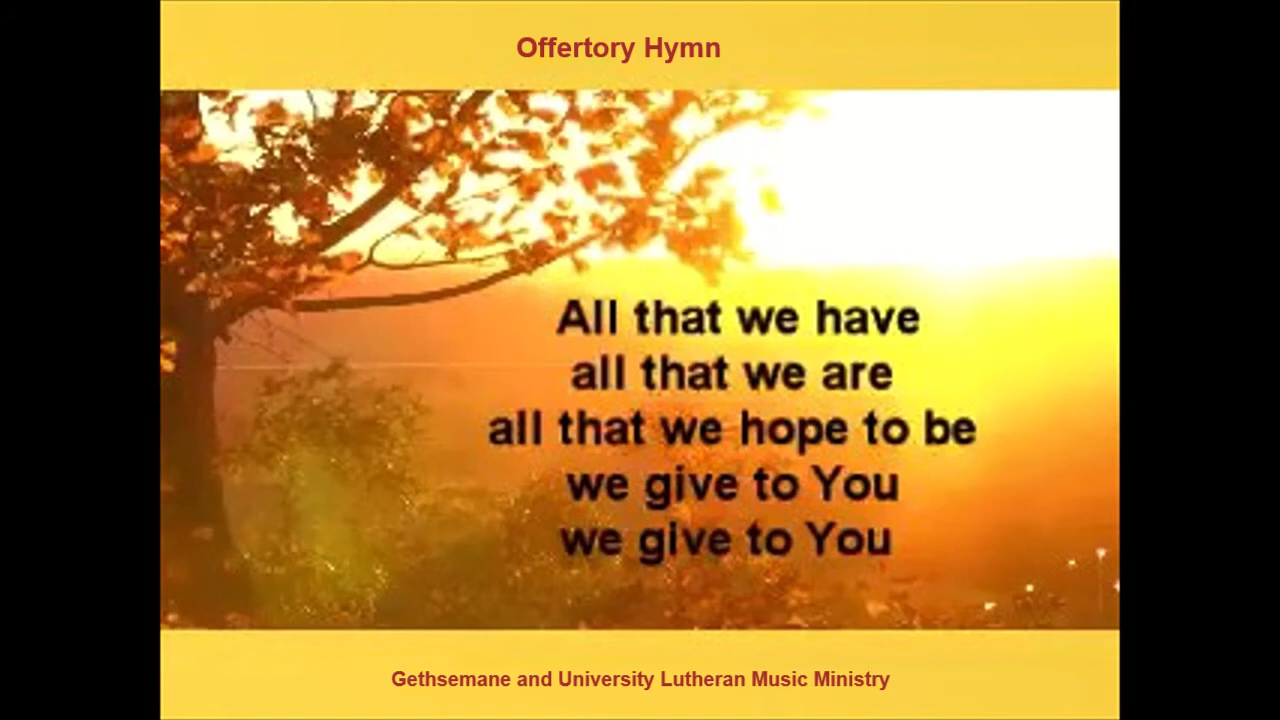 Offertory Hymn
All that we have
all that we are
all that we hope to be
we give to You
we give to You
Gethsemane and University Lutheran Music Ministry